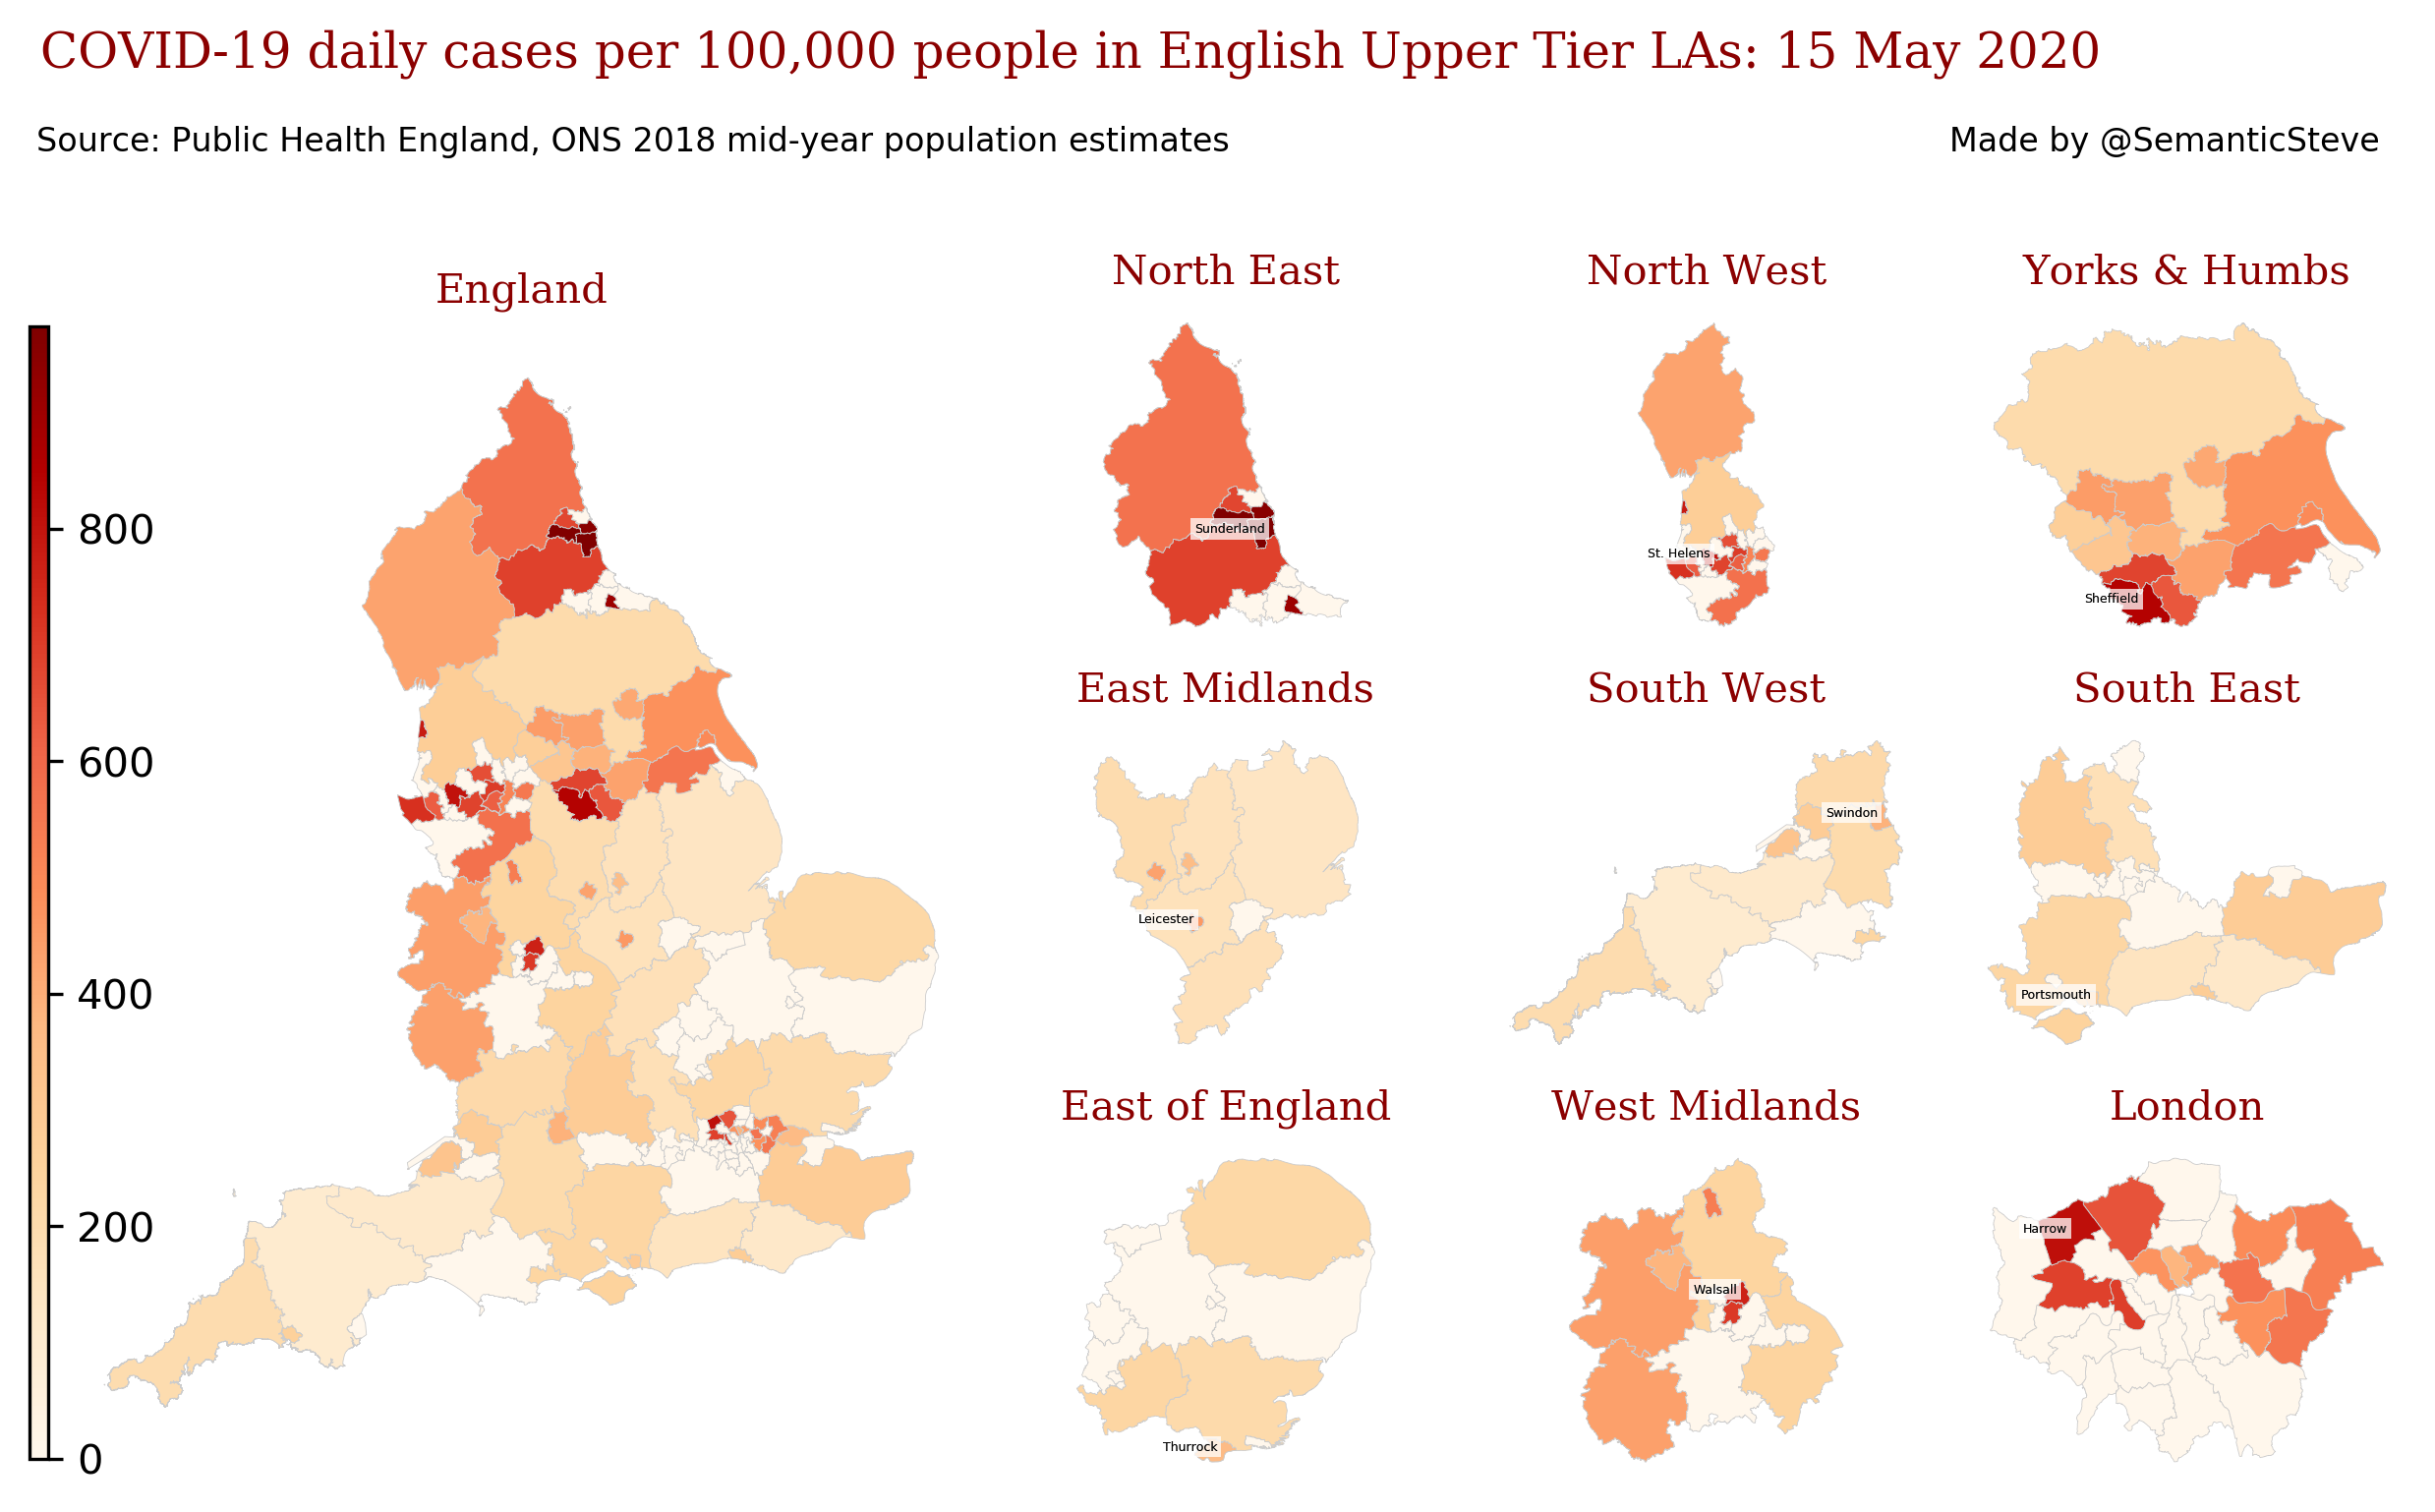 COVID-19 daily cases per 100,000 people in English Upper Tier LAs: 15 May 2020
Source: Public Health England, ONS 2018 mid-year population estimates
Made by @SemanticSteve
England
800
600
400
200
0
North East
Sunderland
North West
St. Helens
Yorks & Humbs
Sheffield
East Midlands
Leicester
South West
Swindon
South East
Portsmouth
East of England
Thurrock
West Midlands
Walsall
London
Harrow